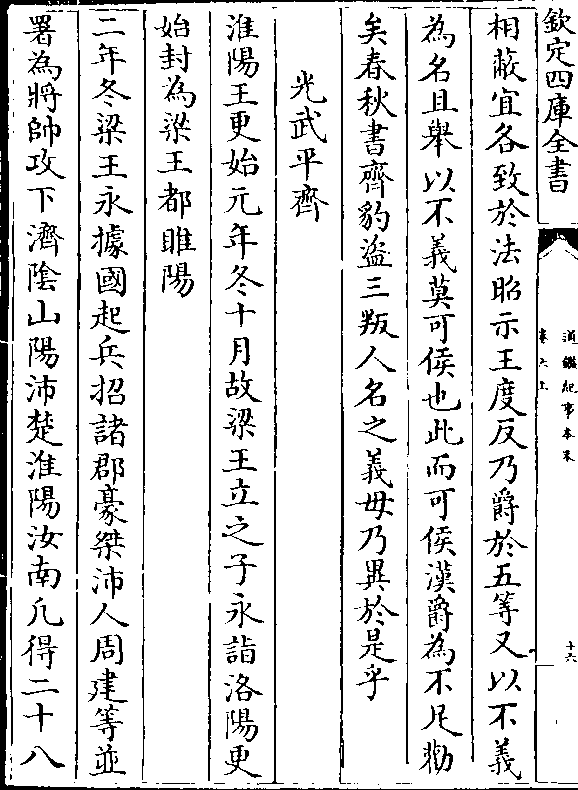 欽定四庫全書
通鑑紀事本末
卷六上
十六
相蔽宜各致於法昭示王度反乃爵於五等又以不義
為名且舉以不義莫可侯也此而可侯漢爵為不足勸
矣春秋書齊豹盜三叛人名之義毋乃異於是乎
光武平齊
淮陽王更始元年冬十月故梁王立之子永詣洛陽更
始封為梁王都睢陽
二年冬梁王永據國起兵招諸郡豪桀沛人周建等並
署為將帥攻下濟陰山陽沛楚淮陽汝南凡得二十八